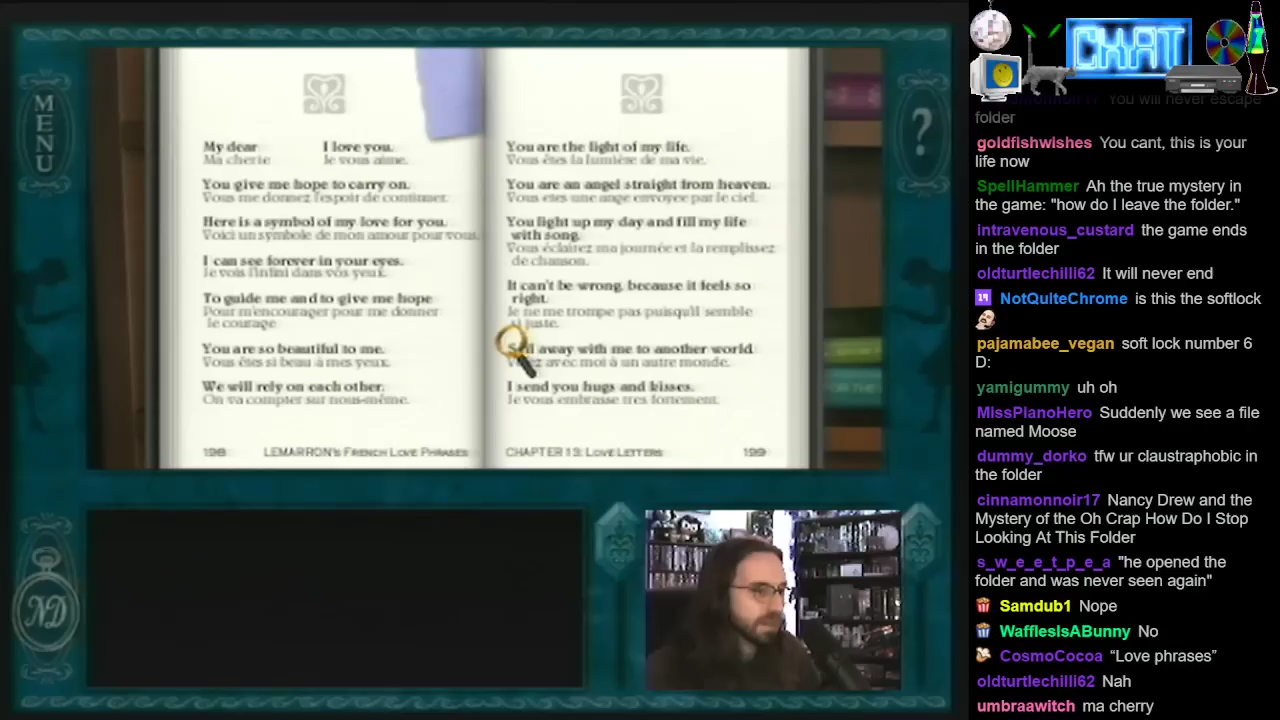 MENU
?
My dear I love you.
Ma cherie Je vous aime.
You give me hope to carry on.
Vous me donnez l'espoir de continuer.
Here is a symbol of my love for you.
Voici un symbole de mon amour pour vous.
I can see forever in your eyes.
Je vois l'infini dans vos yeux.
To guide me and to give me hope
Pour m'encourager pour me donner
le courage
You are so beautiful to me.
Vous êtes si beau à mes yeux.
We will rely on each other.
On va compter sur nous-même.
198 LEMARRON'S FRENCH LOVE PHRASES
You are the light of my life.
Vous êtes la lumière de ma vie.
You are an angel straight from heaven.
Vous etes une ange envoyee par le ciel.
You light up my day and fill my life
with song.
Vous éclairez ma journée et la remplissez
de chanson.
It can't be wrong, because it feels so
right.
Je ne me trompe pas puisqu'il semble
si juste.
away with me to another world
avec moi à un autre monde.
I send you hugs and kisses.
Je vous embrasse tres fortement.
CHAPTER 13: LOVE LETTERS 199
ND
CHAT
You will never escape
folder
goldfishwishes You cant, this is your
life now
SpellHammer Ah the true mystery in
the game: "how do I leave the folder."
intravenous_custard the game ends
in the folder
oldturtlechilli62 It will never end
NotQuiteChrome is this the softlock
pajamabee_vegan soft lock number 6
D:
yamigummy uh oh
MissPianoHero Suddenly we see a file
named Moose
dummy_dorko tfw ur claustraphobic in
the folder
cinnamonnoir17 Nancy Drew and the
Mystery of the Oh Crap How Do I Stop
Looking At This Folder
s_w_e_e_t_p_e_a "he opened the
folder and was never seen again"
Samdub1 Nope
WafflesIsABunny No
CosmoCocoa “Love phrases”
oldturtlechilli62 Nah
umbraawitch ma cherry